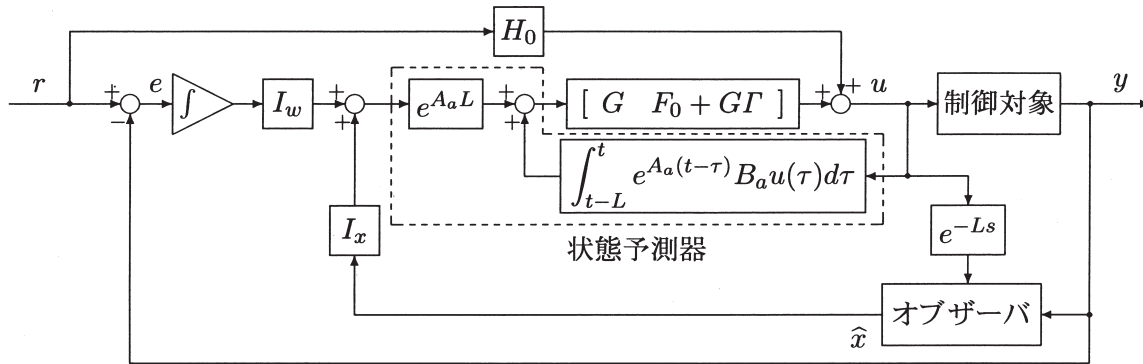 H_0
r
+
−
e
∫
I_w
+
+
e^{A_a L}
+
+
[ G F_0 + GΓ ]
+
+
u
制御対象
y
∫_{t−L}^{t} e^{A_a(t−τ)} B_a u(τ)dτ
I_x
状態予測器
e^{−Ls}
オブザーバ
x̂